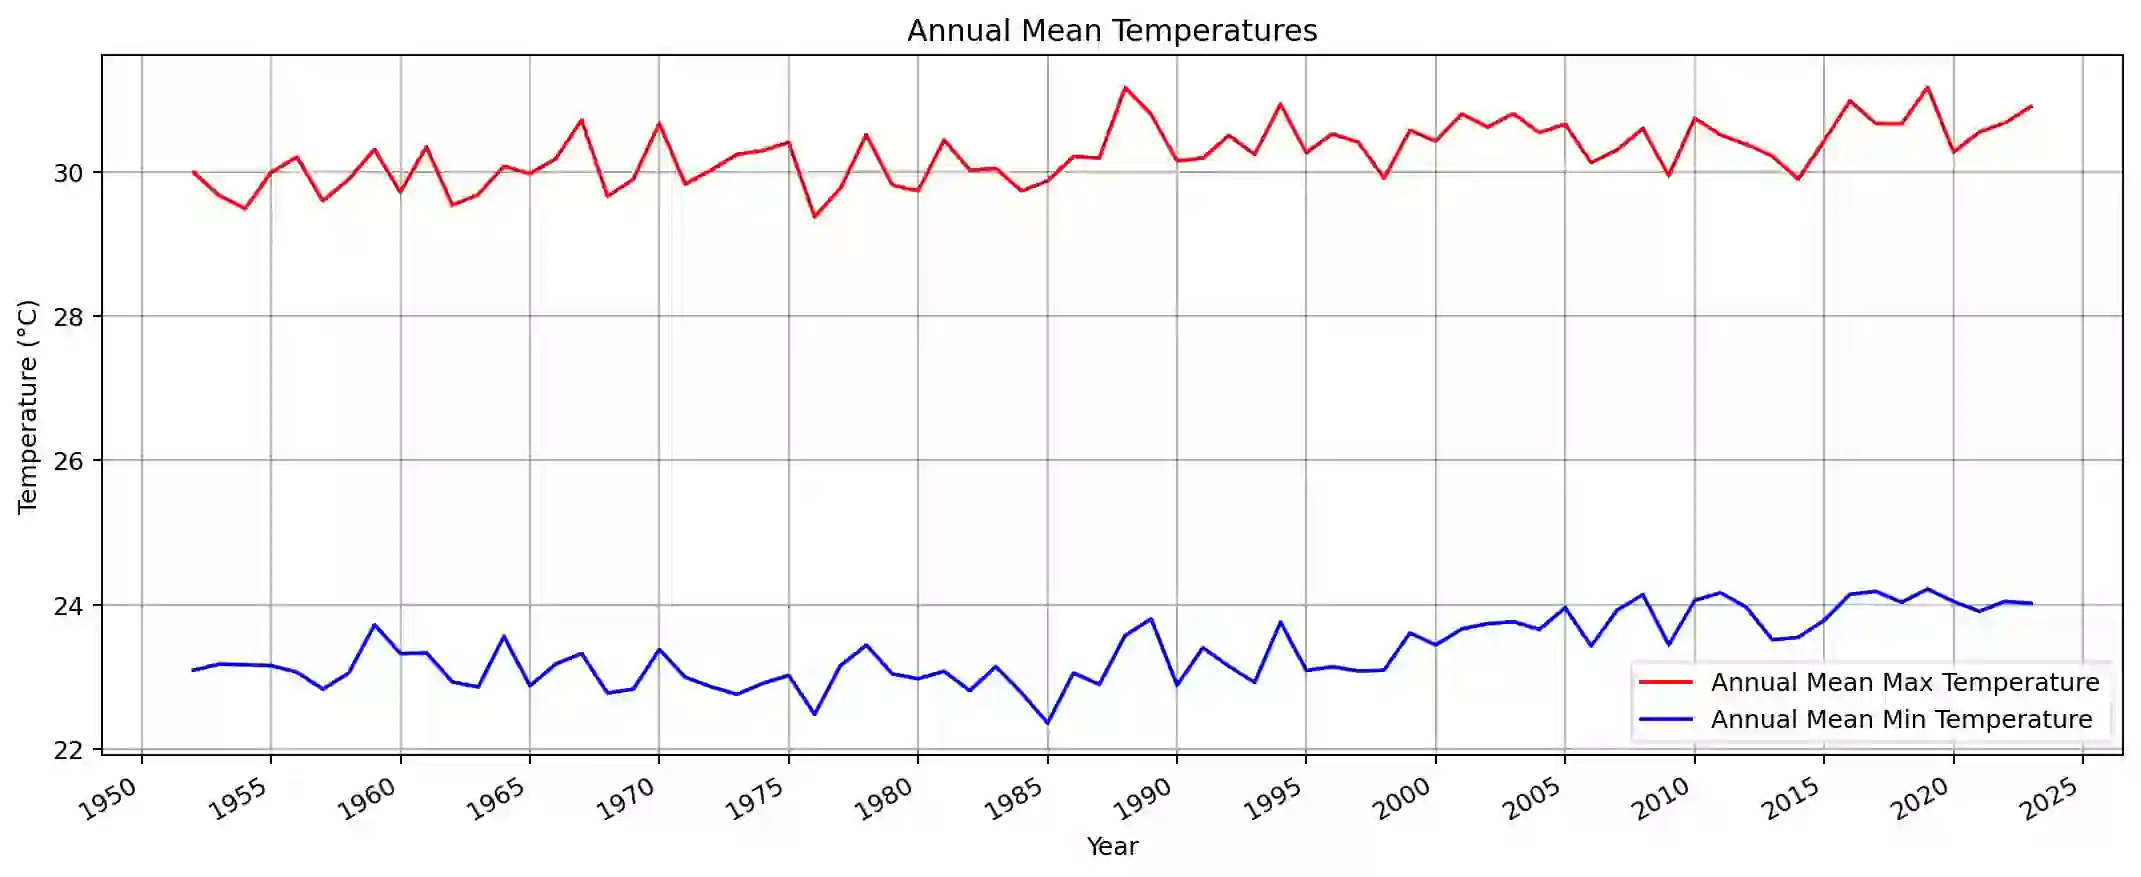 Annual Mean Temperatures
Temperature (°C)
30
28
26
24
22
Annual Mean Max Temperature
Annual Mean Min Temperature
1950 1955 1960 1965 1970 1975 1980 1985 1990 1995 2000 2005 2010 2015 2020 2025
Year